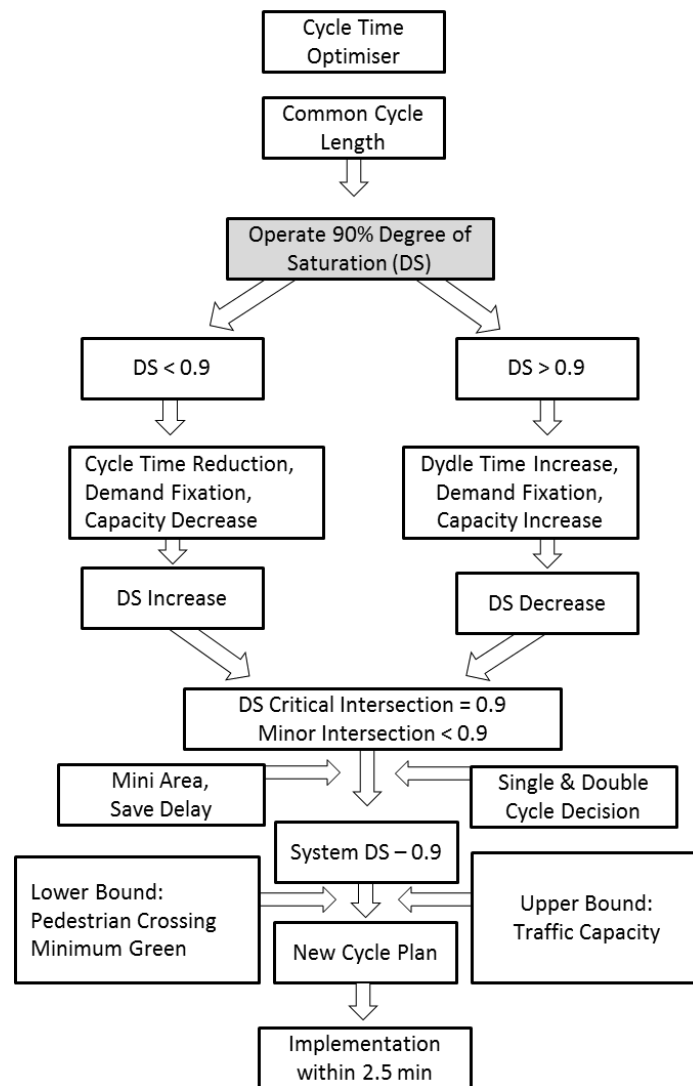 Cycle Time
Optimiser
Common Cycle
Length
Operate 90% Degree of
Saturation (DS)
DS < 0.9
DS > 0.9
Cycle Time Reduction,
Demand Fixation,
Capacity Decrease
Dydle Time Increase,
Demand Fixation,
Capacity Increase
DS Increase
DS Decrease
DS Critical Intersection = 0.9
Minor Intersection < 0.9
Mini Area,
Save Delay
Single & Double
Cycle Decision
System DS – 0.9
Lower Bound:
Pedestrian Crossing
Minimum Green
Upper Bound:
Traffic Capacity
New Cycle Plan
Implementation
within 2.5 min